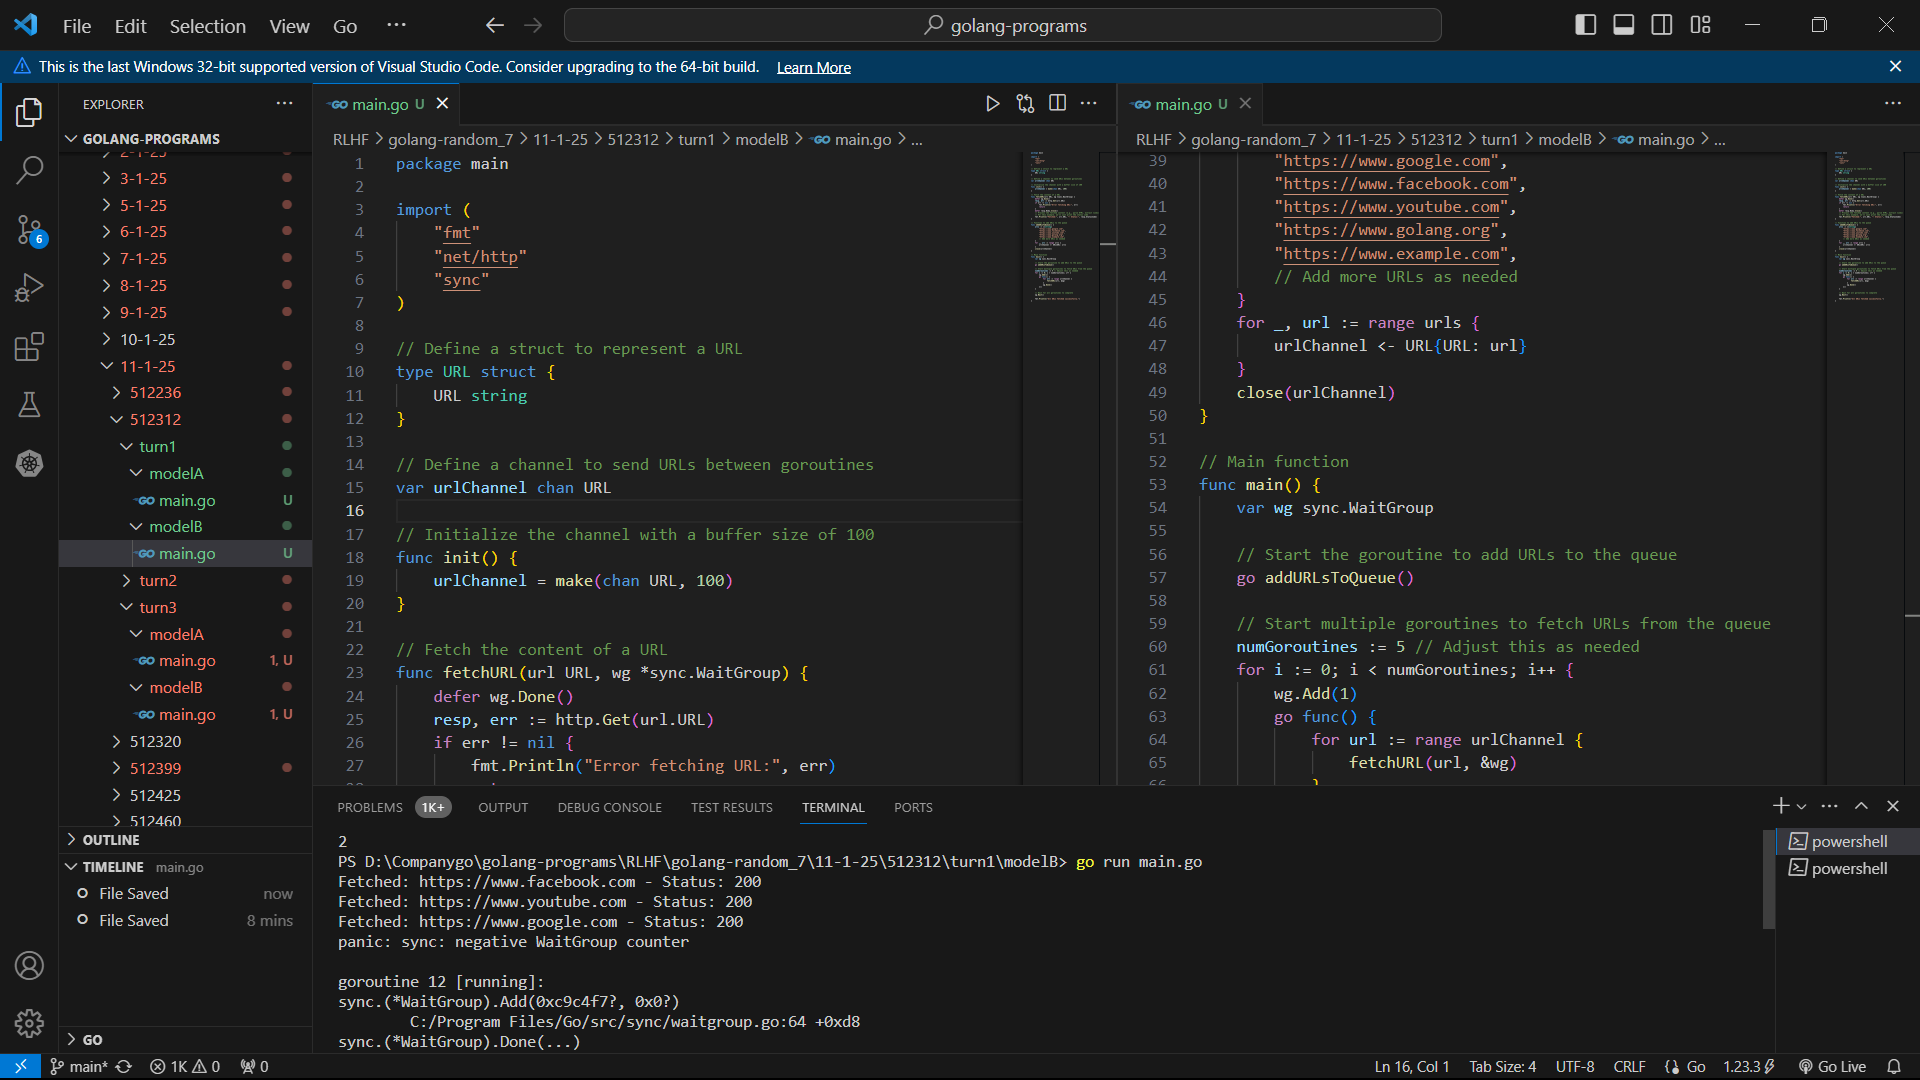 File Edit Selection View Go ··· golang-programs
This is the last Windows 32-bit supported version of Visual Studio Code. Consider upgrading to the 64-bit build. Learn More
EXPLORER ···
GOLANG-PROGRAMS
2-1-25
3-1-25
5-1-25
6-1-25
7-1-25
8-1-25
9-1-25
10-1-25
11-1-25
512236
512312
turn1
modelA
main.go U
modelB
main.go U
turn2
turn3
modelA
main.go 1, U
modelB
main.go 1, U
512320
512399
512425
512460
OUTLINE
TIMELINE main.go
File Saved now
File Saved 8 mins
GO
GO main.go U
RLHF > golang-random_7 > 11-1-25 > 512312 > turn1 > modelB > GO main.go > ...
1 package main
2
3 import (
4 "fmt"
5 "net/http"
6 "sync"
7 )
8
9 // Define a struct to represent a URL
10 type URL struct {
11 URL string
12 }
13
14 // Define a channel to send URLs between goroutines
15 var urlChannel chan URL
16
17 // Initialize the channel with a buffer size of 100
18 func init() {
19 urlChannel = make(chan URL, 100)
20 }
21
22 // Fetch the content of a URL
23 func fetchURL(url URL, wg *sync.WaitGroup) {
24 defer wg.Done()
25 resp, err := http.Get(url.URL)
26 if err != nil {
27 fmt.Println("Error fetching URL:", err)
GO main.go U
RLHF > golang-random_7 > 11-1-25 > 512312 > turn1 > modelB > GO main.go > ...
39 "https://www.google.com",
40 "https://www.facebook.com",
41 "https://www.youtube.com",
42 "https://www.golang.org",
43 "https://www.example.com",
44 // Add more URLs as needed
45 }
46 for _, url := range urls {
47 urlChannel <- URL{URL: url}
48 }
49 close(urlChannel)
50 }
51
52 // Main function
53 func main() {
54 var wg sync.WaitGroup
55
56 // Start the goroutine to add URLs to the queue
57 go addURLsToQueue()
58
59 // Start multiple goroutines to fetch URLs from the queue
60 numGoroutines := 5 // Adjust this as needed
61 for i := 0; i < numGoroutines; i++ {
62 wg.Add(1)
63 go func() {
64 for url := range urlChannel {
65 fetchURL(url, &wg)
66 }
PROBLEMS 1K+ OUTPUT DEBUG CONSOLE TEST RESULTS TERMINAL PORTS
2
PS D:\Companygo\golang-programs\RLHF\golang-random_7\11-1-25\512312\turn1\modelB> go run main.go
Fetched: https://www.facebook.com - Status: 200
Fetched: https://www.youtube.com - Status: 200
Fetched: https://www.google.com - Status: 200
panic: sync: negative WaitGroup counter

goroutine 12 [running]:
sync.(*WaitGroup).Add(0xc9c4f7?, 0x0?)
C:/Program Files/Go/src/sync/waitgroup.go:64 +0xd8
sync.(*WaitGroup).Done(...)
powershell
powershell
6
main* 1K 0 0 Ln 16, Col 1 Tab Size: 4 UTF-8 CRLF Go 1.23.3 Go Live